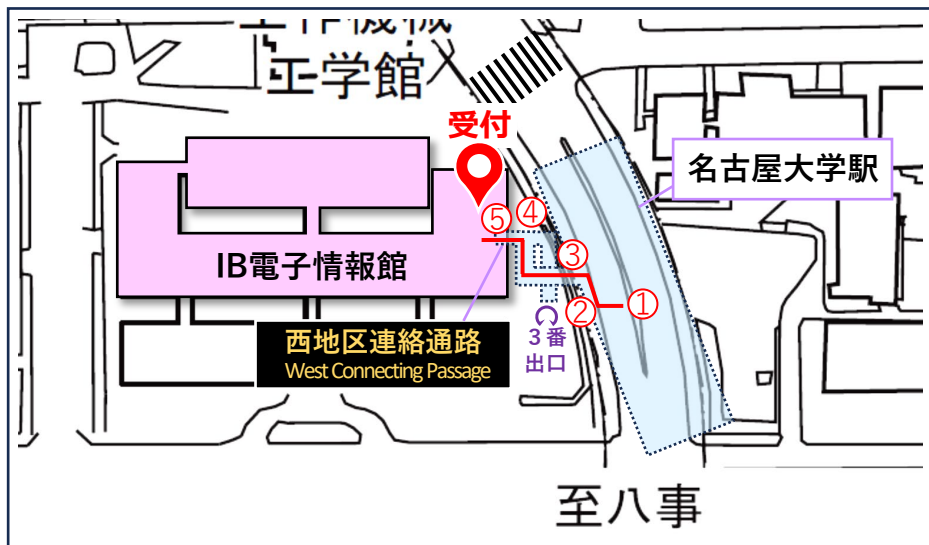 工学館
受付
名古屋大学駅
⑤
④
③
IB電子情報館
①
②
3番
出口
西地区連絡通路
West Connecting Passage
至八事